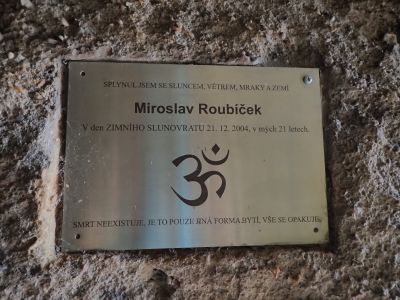 SPLYNUL JSEM SE SLUNCEM, VĚTREM, MRAKY A ZEMÍ
Miroslav Roubíček
V den ZIMNÍHO SLUNOVRATU 21. 12. 2004, v mých 21 letech.
ॐ
SMRT NEEXISTUJE, JE TO POUZE JINÁ FORMA BYTÍ, VŠE SE OPAKUJE